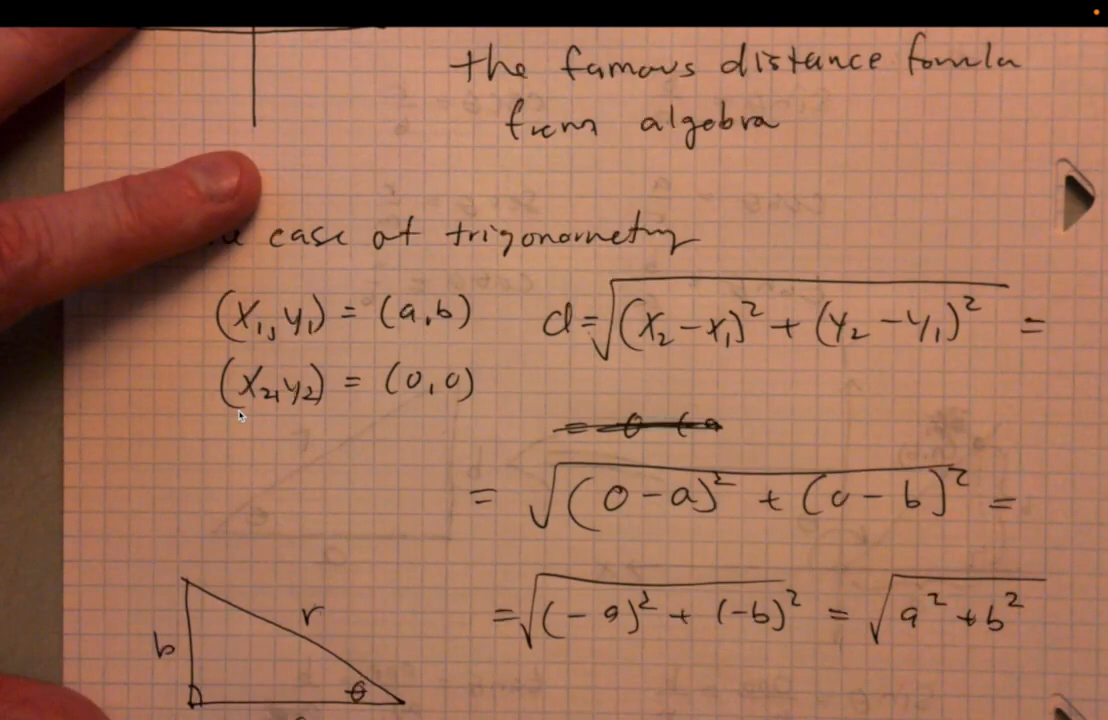 the famous distance fomula
from algebra
case of trigonometry
(x₁, y₁) = (a, b) d = √((x₂ - x₁)² + (y₂ - y₁)²) =
(x₂, y₂) = (0, 0)
= √((0 - a)² + (0 - b)²) =
= √((-a)² + (-b)²) = √(a² + b²)
r
b
θ